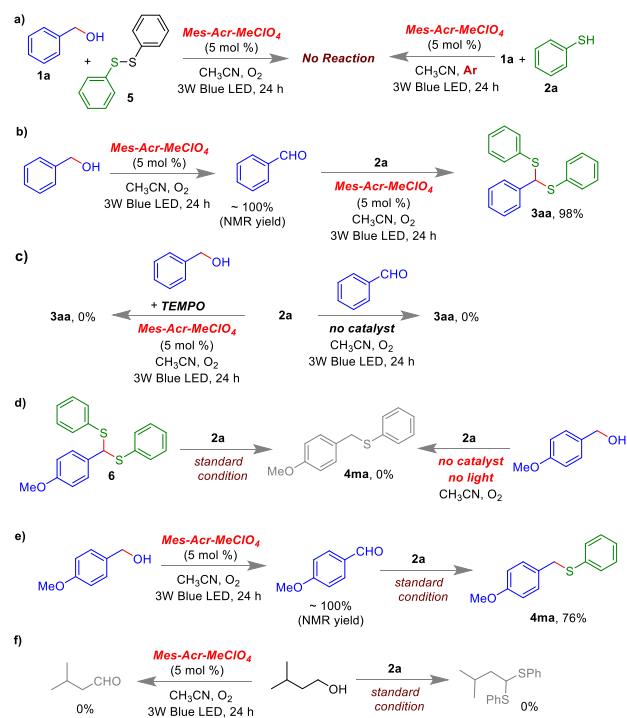 a)
OH
1a
+
S
S
5
Mes-Acr-MeClO4
(5 mol %)
CH3CN, O2
3W Blue LED, 24 h
No Reaction
Mes-Acr-MeClO4
(5 mol %)
CH3CN, Ar
3W Blue LED, 24 h
1a +
SH
2a
b)
OH
Mes-Acr-MeClO4
(5 mol %)
CH3CN, O2
3W Blue LED, 24 h
CHO
~ 100%
(NMR yield)
2a
Mes-Acr-MeClO4
(5 mol %)
CH3CN, O2
3W Blue LED, 24 h
S
S
3aa, 98%
c)
3aa, 0%
OH
+ TEMPO
Mes-Acr-MeClO4
(5 mol %)
CH3CN, O2
3W Blue LED, 24 h
2a
CHO
no catalyst
CH3CN, O2
3W Blue LED, 24 h
3aa, 0%
d)
S
S
MeO
6
2a
standard
condition
S
MeO
4ma, 0%
2a
no catalyst
no light
CH3CN, O2
OH
MeO
e)
OH
MeO
Mes-Acr-MeClO4
(5 mol %)
CH3CN, O2
3W Blue LED, 24 h
CHO
MeO
~ 100%
(NMR yield)
2a
standard
condition
S
MeO
4ma, 76%
f)
CHO
0%
Mes-Acr-MeClO4
(5 mol %)
CH3CN, O2
3W Blue LED, 24 h
OH
2a
standard
condition
SPh
PhS
0%